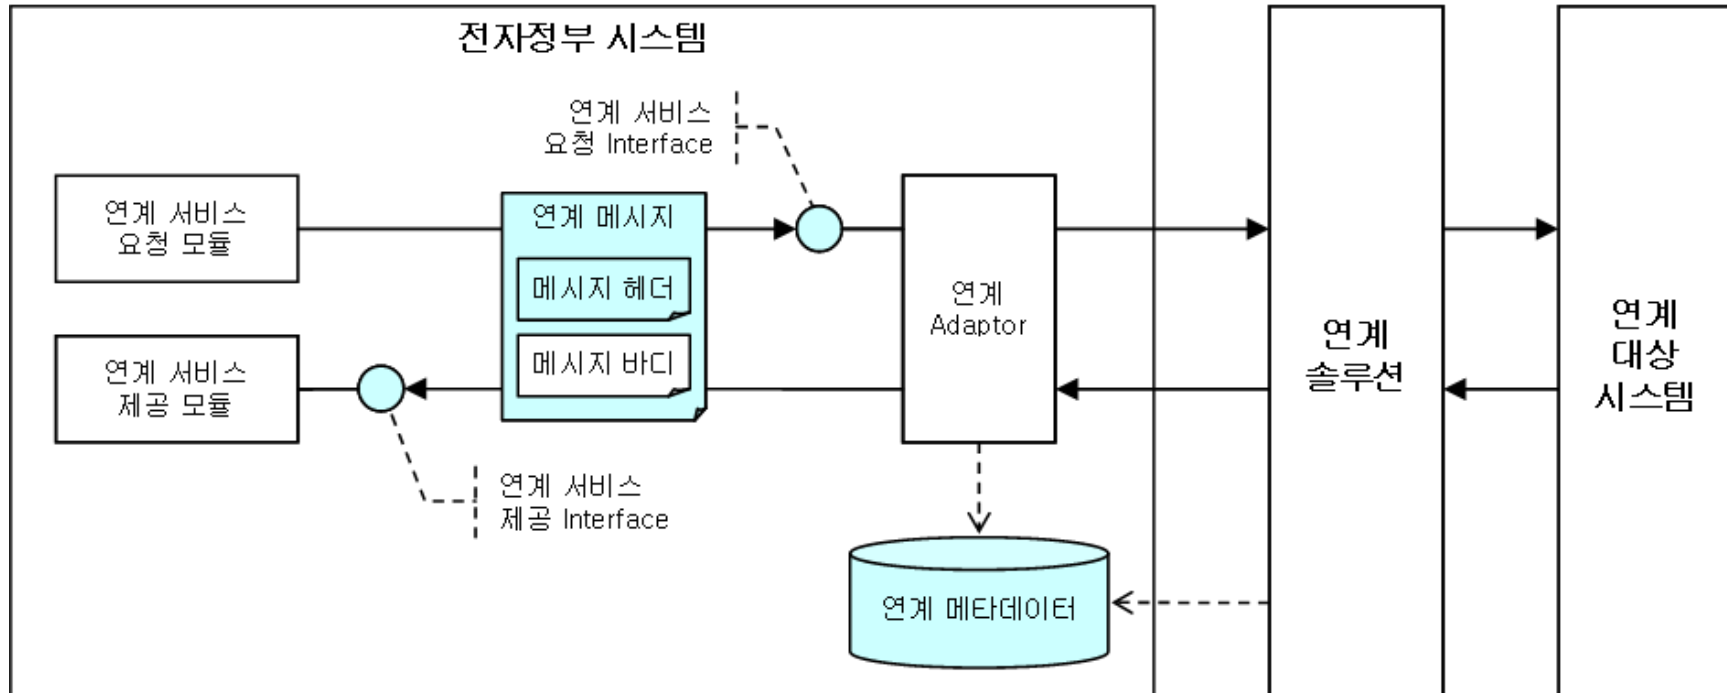 전자정부 시스템
연계 서비스
요청 Interface
연계 서비스
요청 모듈
연계 메시지
메시지 헤더
메시지 바디
연계
Adaptor
연계
솔루션
연계
대상
시스템
연계 서비스
제공 모듈
연계 서비스
제공 Interface
연계 메타데이터